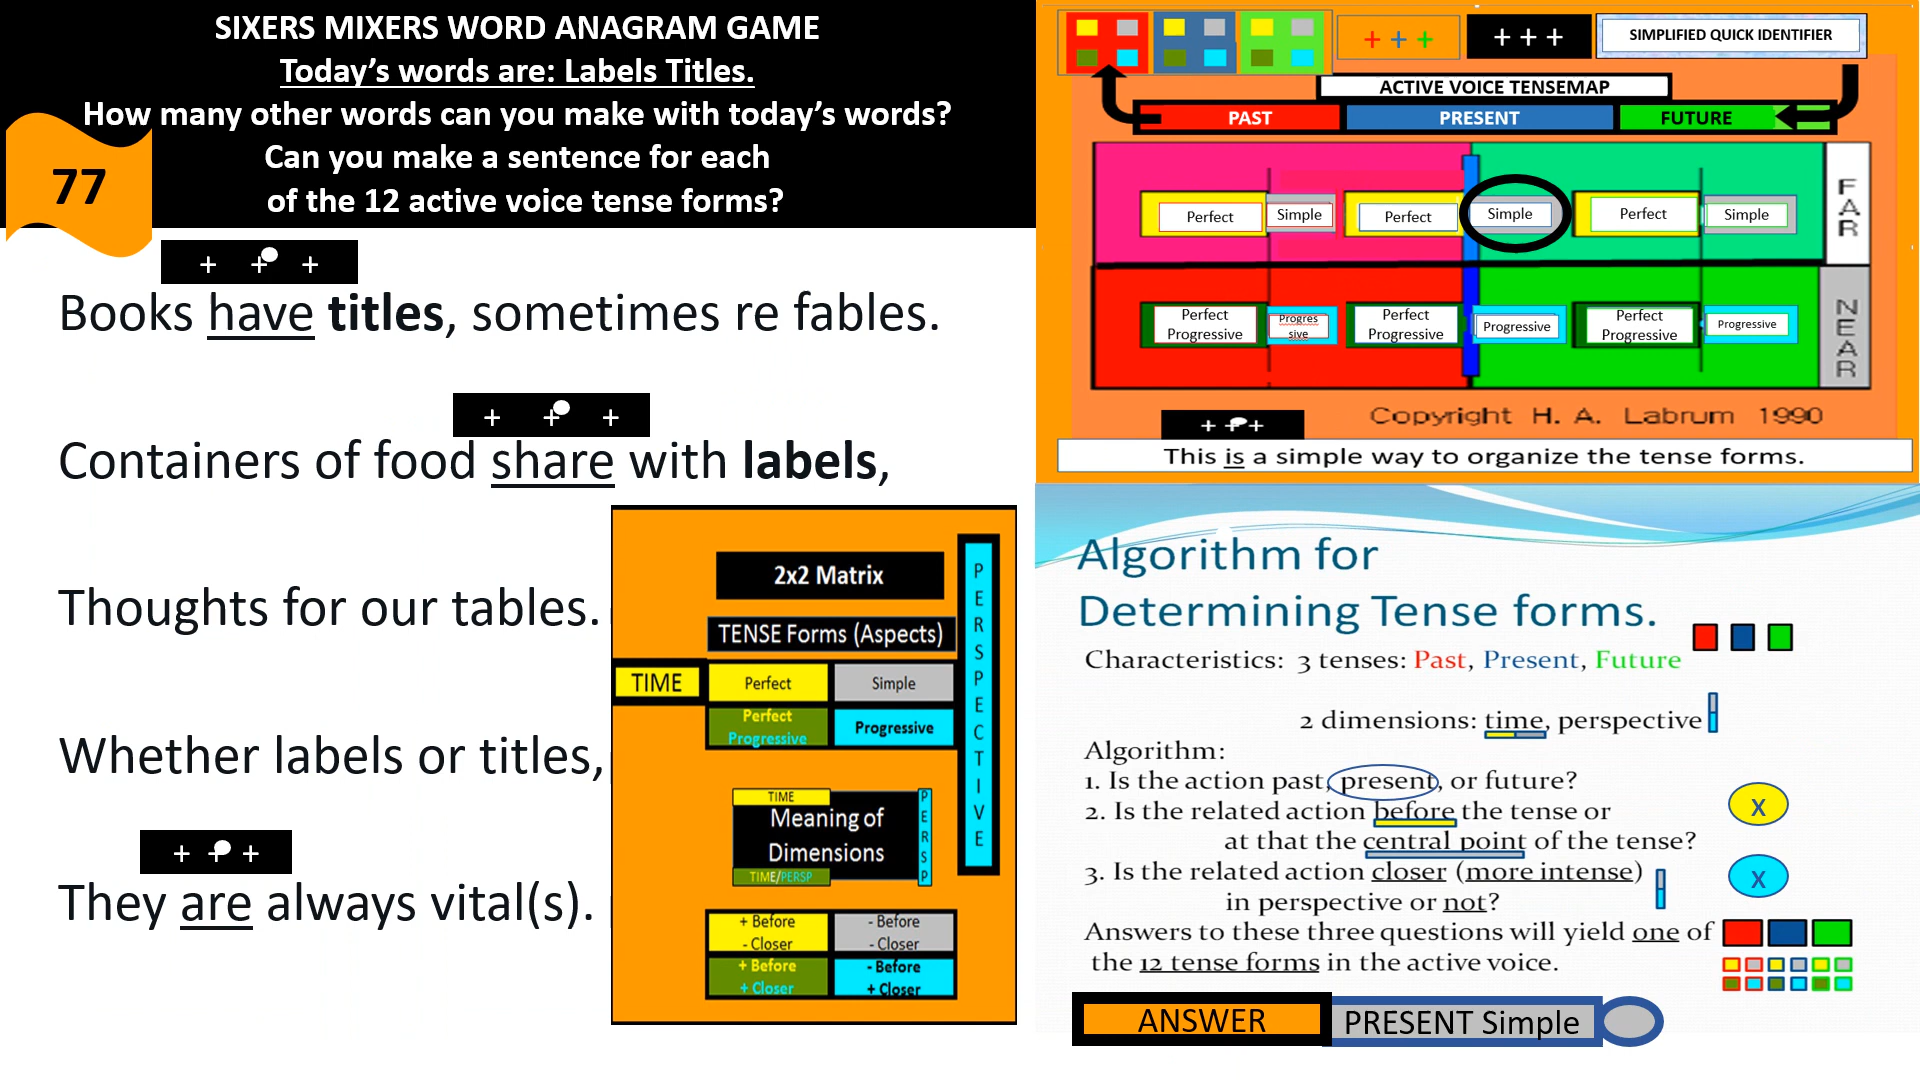 SIXERS MIXERS WORD ANAGRAM GAME
Today's words are: Labels Titles.
How many other words can you make with today's words?
Can you make a sentence for each
of the 12 active voice tense forms?
77
+ + +
Books have titles, sometimes re fables.
+ + +
Containers of food share with labels,
Thoughts for our tables.
Whether labels or titles,
+ + +
They are always vital(s).
2x2 Matrix
TENSE Forms (Aspects)
PERSPECTIVE
TIME
Perfect Simple
Perfect Progressive
Progressive
TIME
Meaning of
Dimensions
PERSP
TIME/PERSP
+ Before - Before
- Closer - Closer
+ Before - Before
+ Closer + Closer
+ + +
+ + +
SIMPLIFIED QUICK IDENTIFIER
ACTIVE VOICE TENSEMAP
PAST PRESENT FUTURE
Perfect Simple Perfect Simple Perfect Simple
FAR
Perfect Progressive
Progres
sive
Perfect Progressive
Progressive
Perfect Progressive
Progressive
NEAR
Copyright H. A. Labrum 1990
+ + +
This is a simple way to organize the tense forms.
Algorithm for
Determining Tense forms.
Characteristics: 3 tenses: Past, Present, Future
2 dimensions: time, perspective
Algorithm:
1. Is the action past, present, or future?
2. Is the related action before the tense or
at that the central point of the tense?
X
3. Is the related action closer (more intense)
in perspective or not?
X
Answers to these three questions will yield one of
the 12 tense forms in the active voice.
ANSWER PRESENT Simple